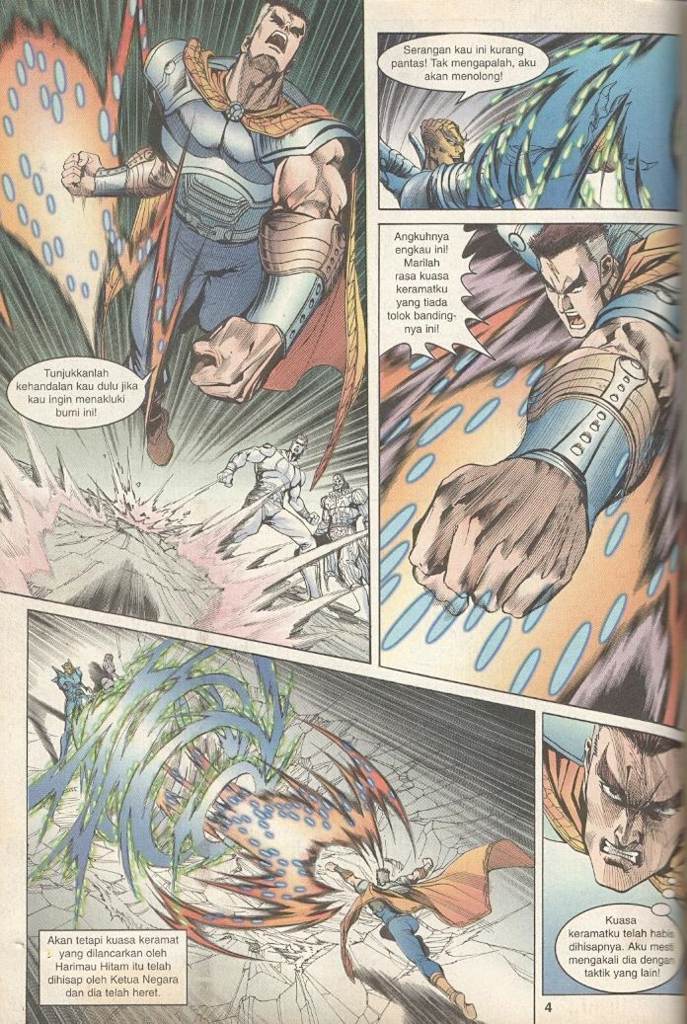 Tunjukkanlah
kehandalan kau dulu jika
kau ingin menakluki
bumi ini!
Serangan kau ini kurang
pantas! Tak mengapalah, aku
akan menolong!
Angkuhnya
engkau ini!
Marilah
rasa kuasa
keramatku
yang tiada
tolok banding-
nya ini!
Akan tetapi kuasa keramat
yang dilancarkan oleh
Harimau Hitam itu telah
dihisap oleh Ketua Negara
dan dia telah heret.
Kuasa
keramatku telah habis
dihisapnya. Aku mesti
mengakali dia dengan
taktik yang lain!
4